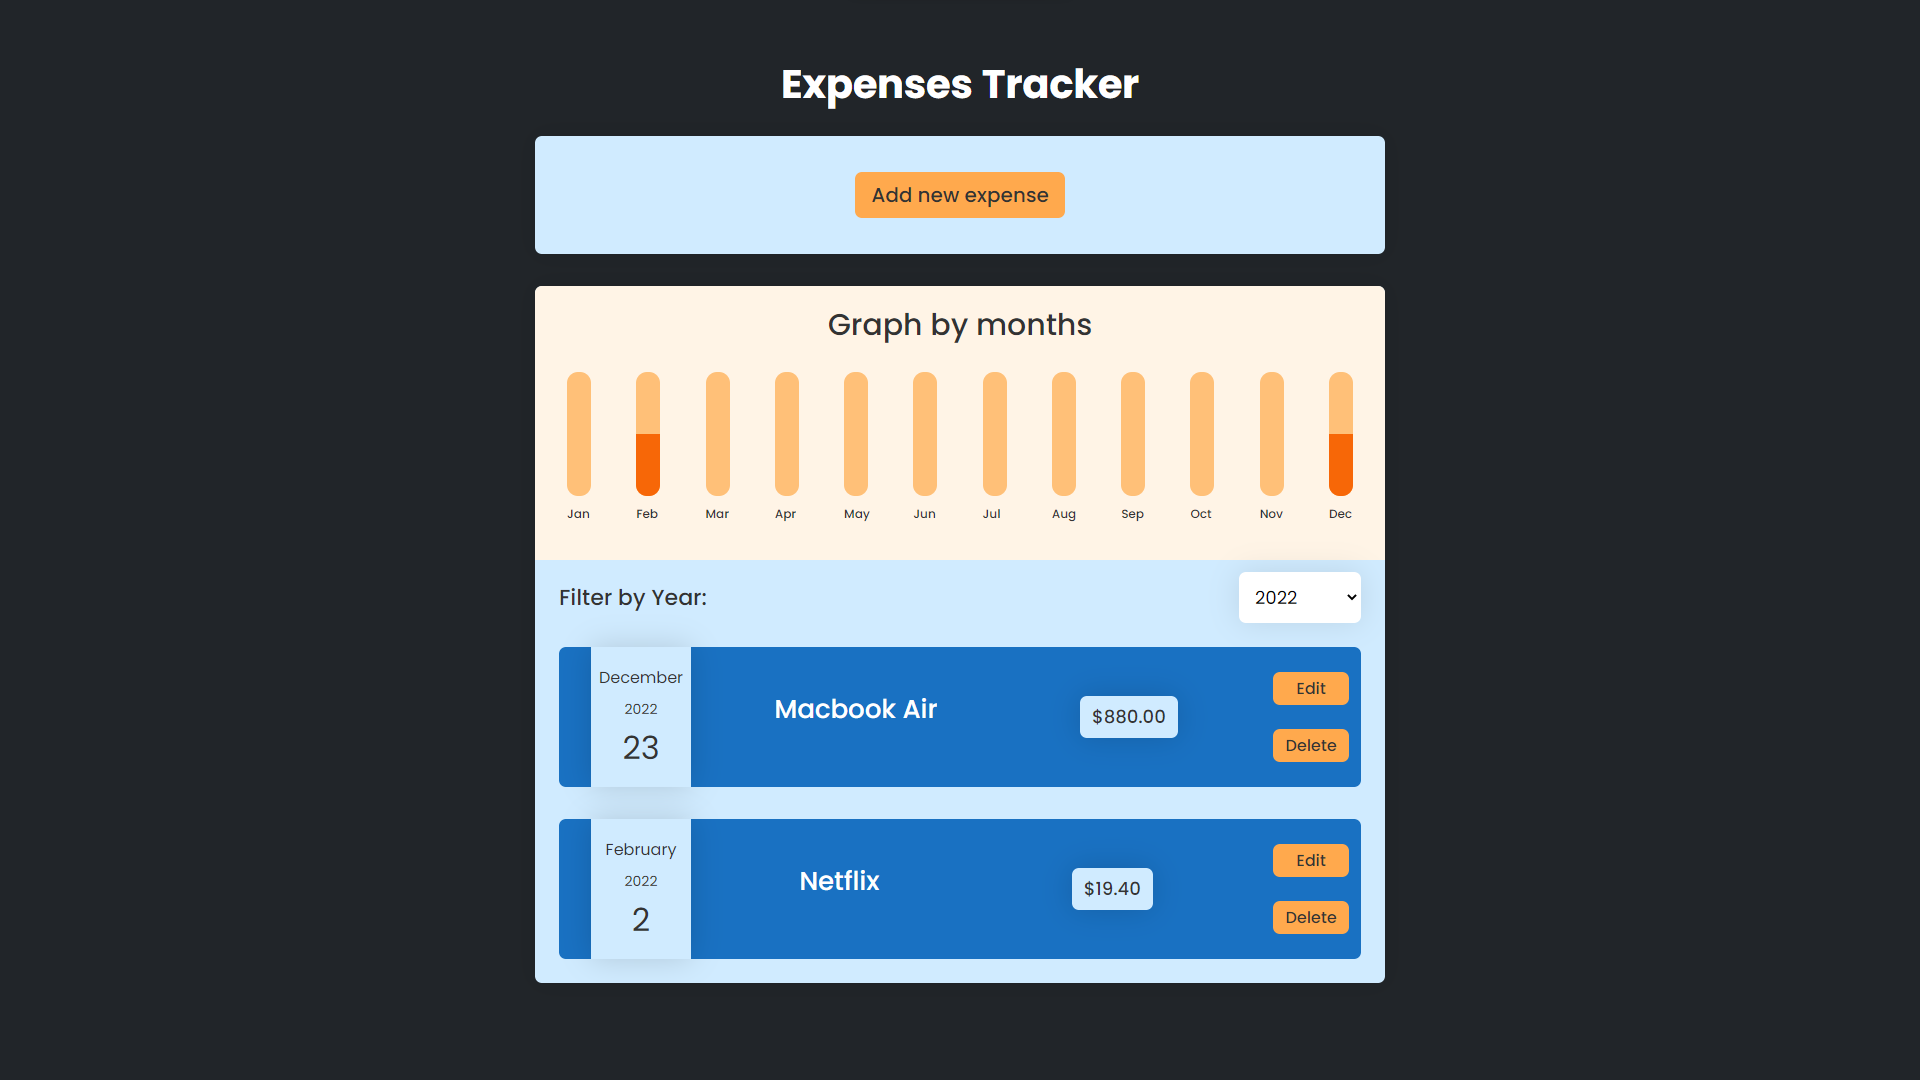 Expenses Tracker
Add new expense
Graph by months
Jan Feb Mar Apr May Jun Jul Aug Sep Oct Nov Dec
Filter by Year:
2022
December
2022
23
Macbook Air
$880.00
Edit
Delete
February
2022
2
Netflix
$19.40
Edit
Delete